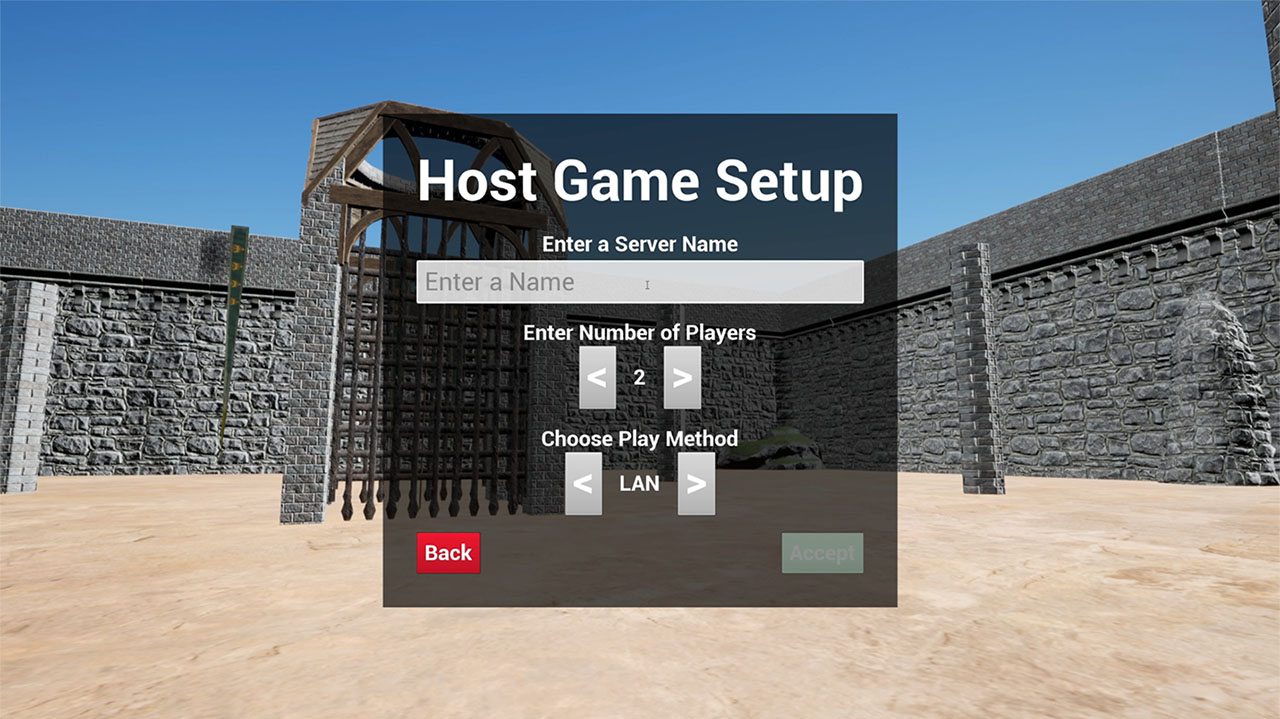 Host Game Setup
Enter a Server Name
Enter a Name
Enter Number of Players
< 2 >
Choose Play Method
< LAN >
Back
Accept